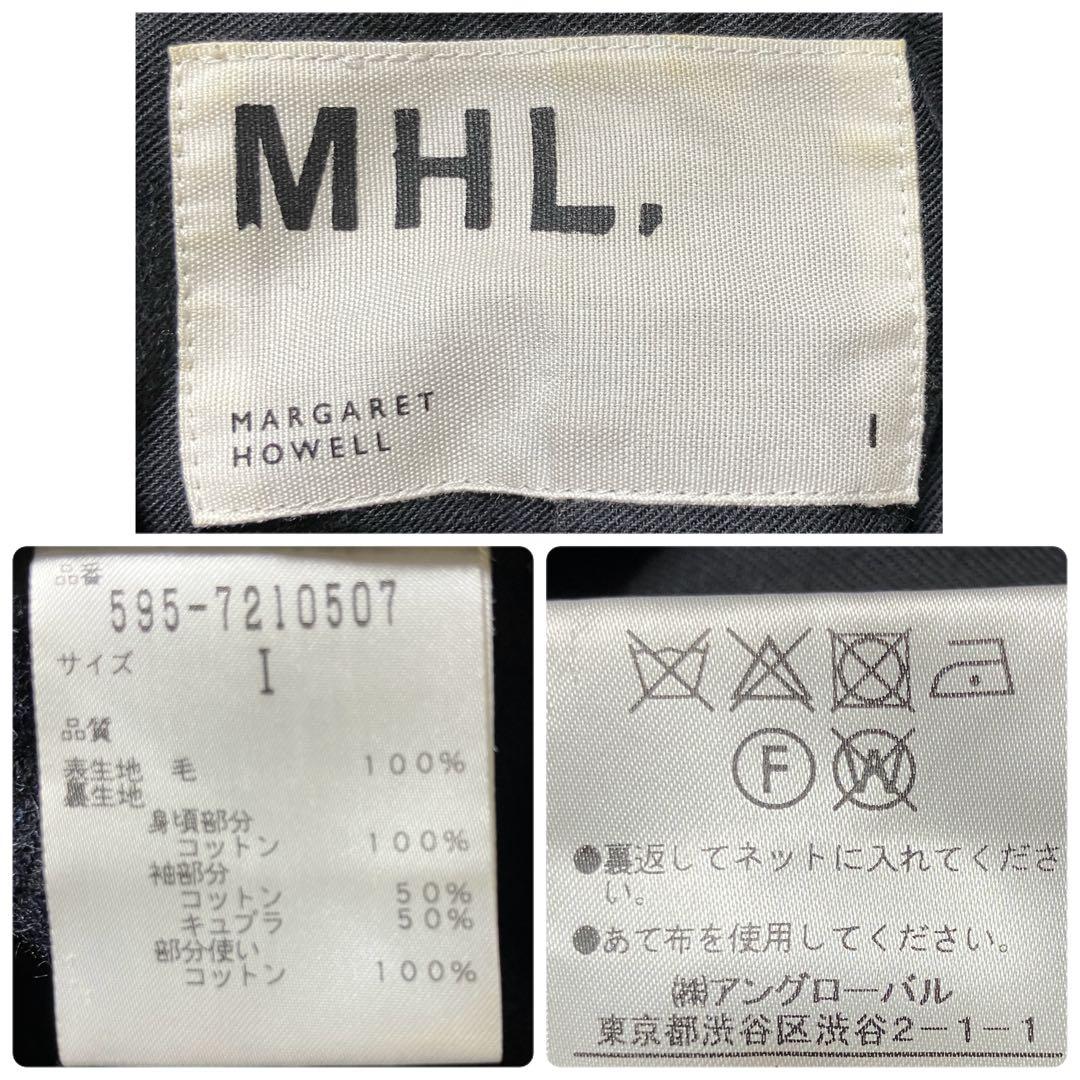 MHL.
MARGARET
HOWELL
I
品番
595-7210507
サイズ
I
品質
表生地 毛 100%
裏生地
身頃部分
コットン 100%
袖部分
コットン 50%
キュプラ 50%
部分使い
コットン 100%
F W
●裏返してネットに入れてくださ
い。
●あて布を使用してください。
㈱アングローバル
東京都渋谷区渋谷2-1-1